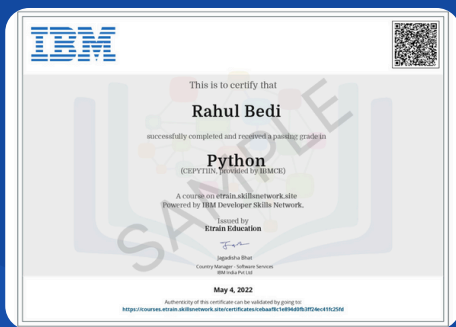 IBM
This is to certify that
Rahul Bedi
successfully completed and received a passing grade in
Python
(CEPYTIIN, provided by IBMCE)
A course on etrain.skillsnetwork.site
Powered by IBM Developer Skills Network.
Issued by
Etrain Education
Jagadisha Bhat
Country Manager - Software Services
IBM India Pvt Ltd
May 4, 2022
Authenticity of this certificate can be validated by going to:
SAMPLE